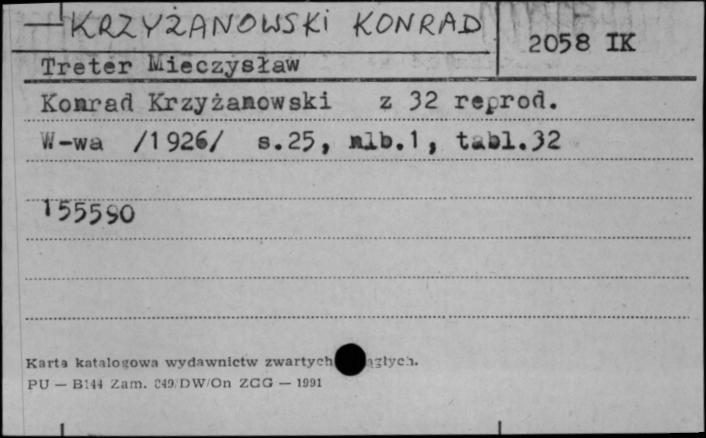 KRZYŻANOWSKI KONRAD
2058 IK
Treter Mieczysław
Konrad Krzyżanowski z 32 reprod.
W-wa /1926/ s.25, nlb.1, tabl.32
155590
Karta katalogowa wydawnictw zwartych
PU — B144 Zam. 249/DW/On ZGG — 1991